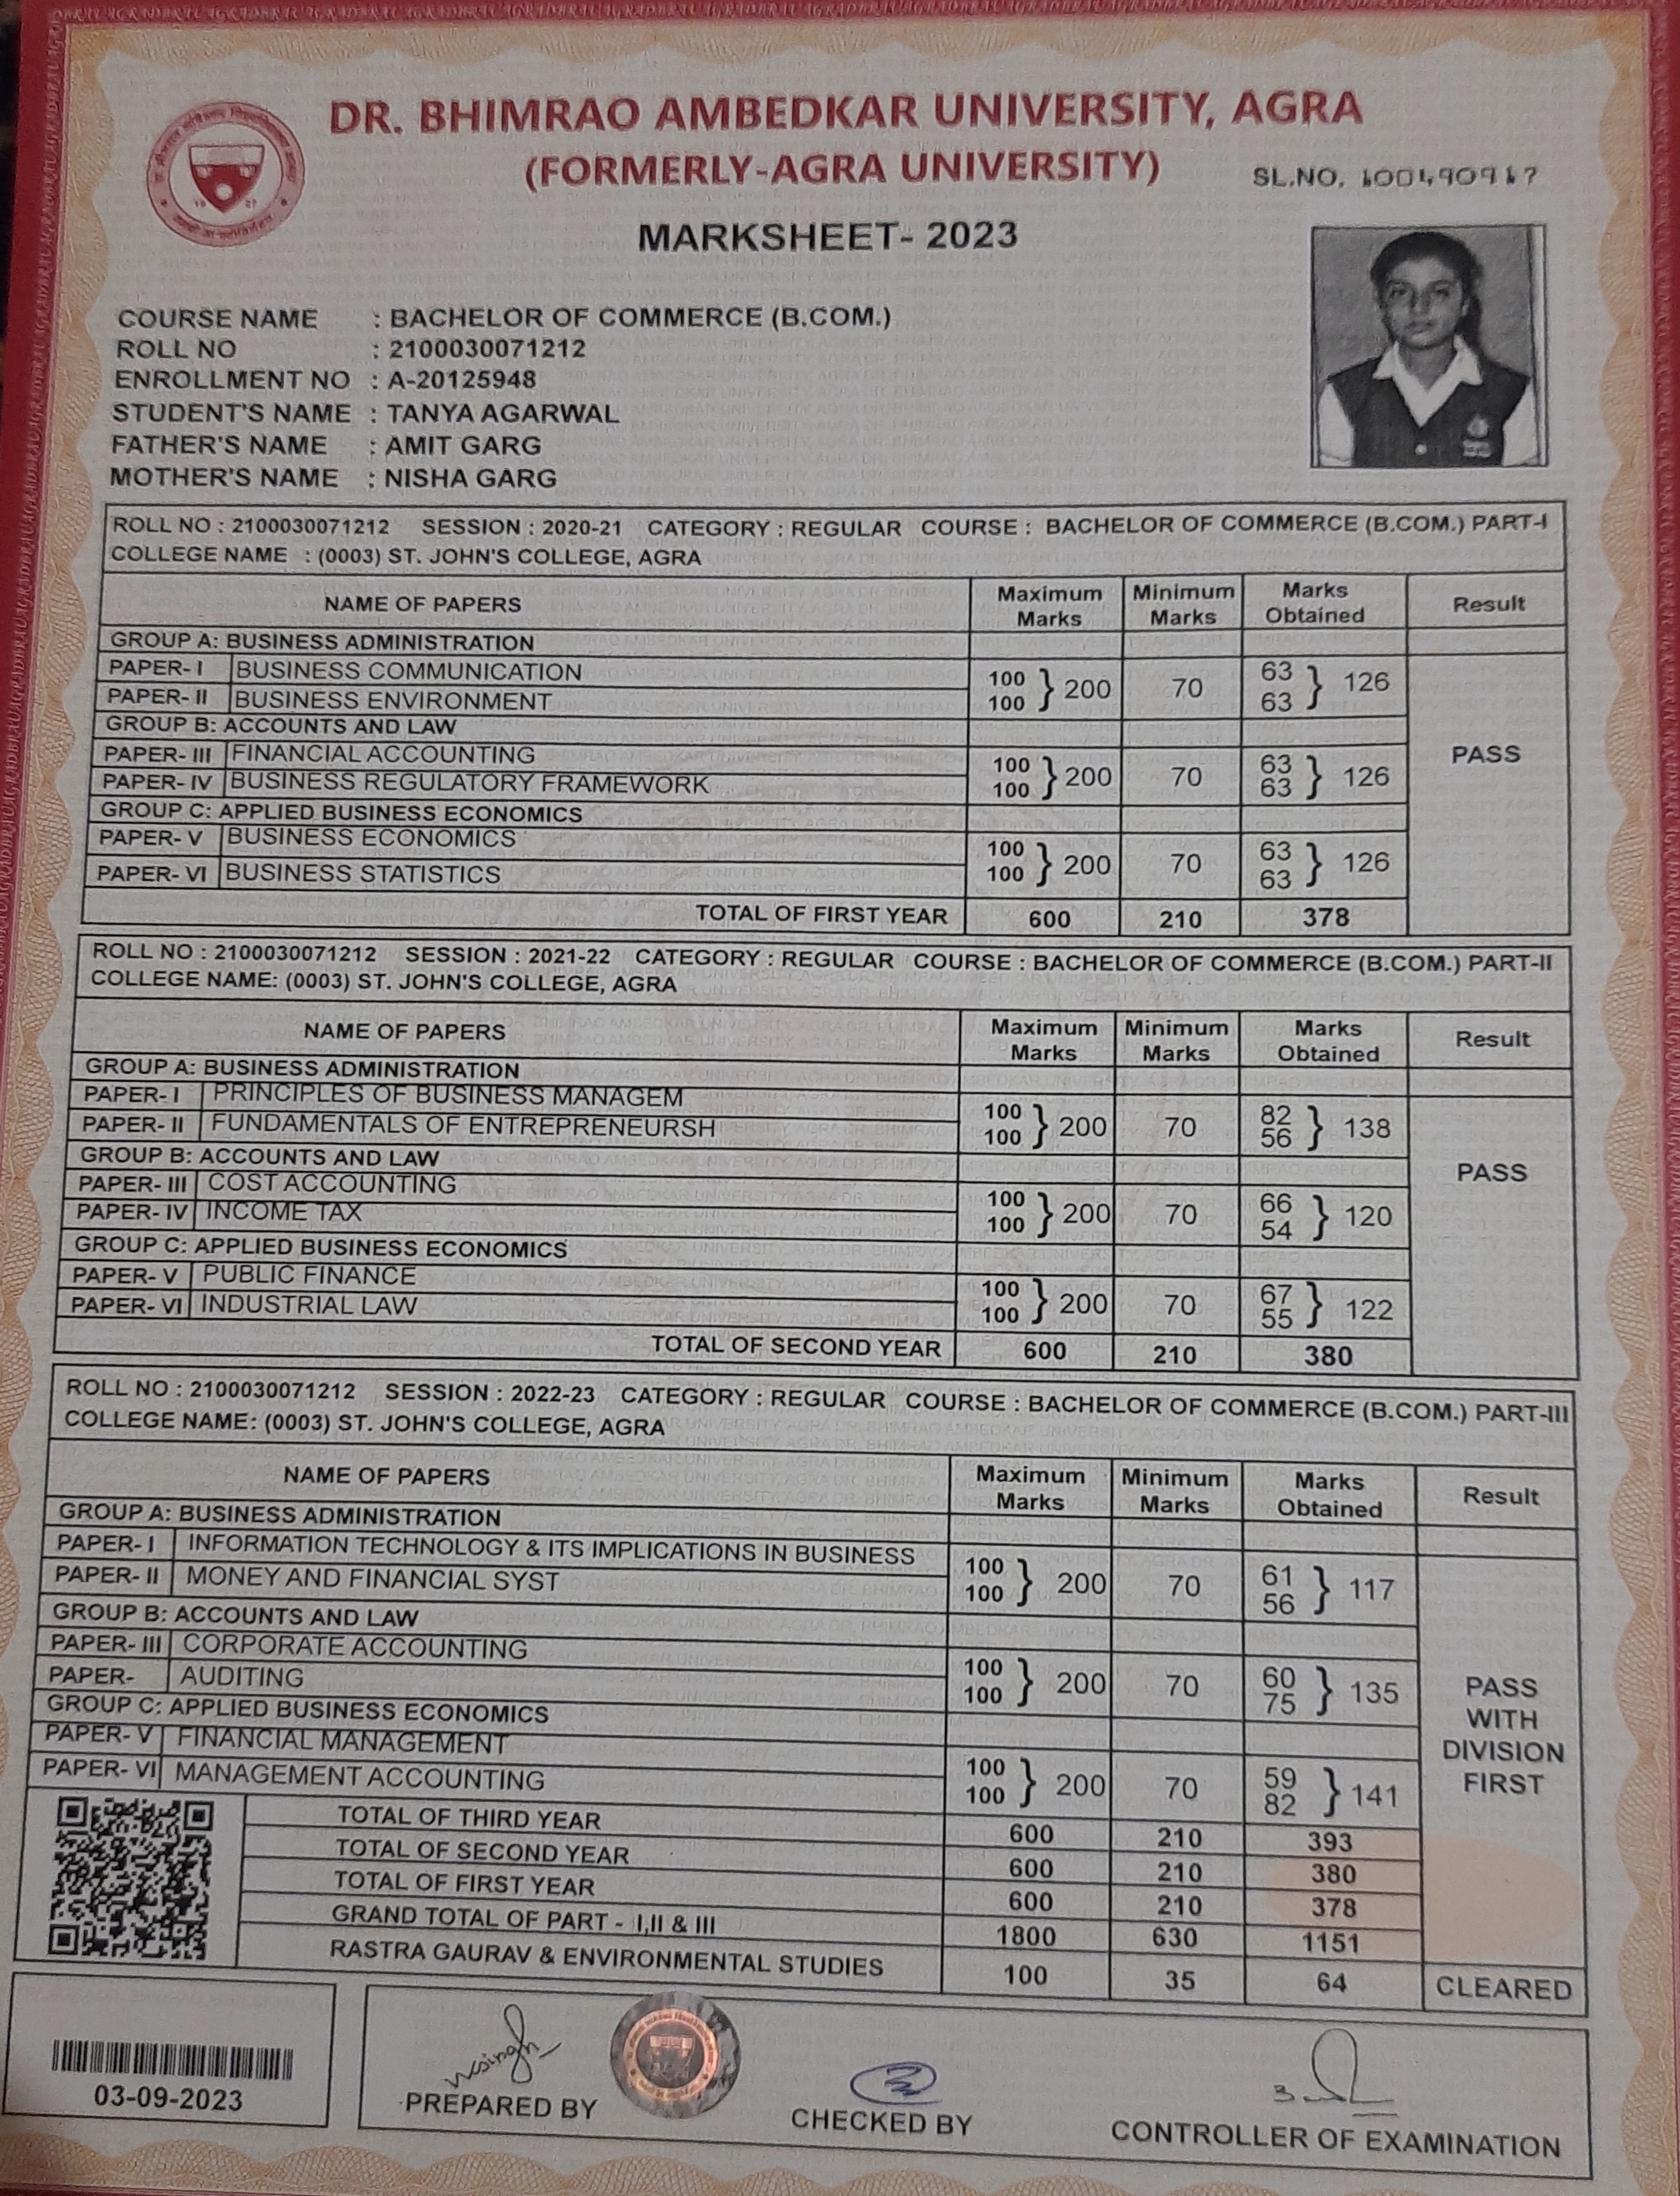 DR. BHIMRAO AMBEDKAR UNIVERSITY, AGRA
(FORMERLY-AGRA UNIVERSITY)
SL.NO.
MARKSHEET- 2023
COURSE NAME : BACHELOR OF COMMERCE (B.COM.)
ROLL NO : 2100030071212
ENROLLMENT NO : A-20125948
STUDENT'S NAME : TANYA AGARWAL
FATHER'S NAME : AMIT GARG
MOTHER'S NAME : NISHA GARG
ROLL NO : 2100030071212 SESSION : 2020-21 CATEGORY : REGULAR COURSE : BACHELOR OF COMMERCE (B.COM.) PART-I
COLLEGE NAME : (0003) ST. JOHN'S COLLEGE, AGRA
NAME OF PAPERS Maximum Marks Minimum Marks Marks Obtained Result
GROUP A: BUSINESS ADMINISTRATION
PAPER- I BUSINESS COMMUNICATION 100 63
PAPER- II BUSINESS ENVIRONMENT 100 } 200 70 63 } 126
GROUP B: ACCOUNTS AND LAW
PASS
PAPER- III FINANCIAL ACCOUNTING 100 63
PAPER- IV BUSINESS REGULATORY FRAMEWORK 100 } 200 70 63 } 126
GROUP C: APPLIED BUSINESS ECONOMICS
PAPER- V BUSINESS ECONOMICS 100 63
PAPER- VI BUSINESS STATISTICS 100 } 200 70 63 } 126
TOTAL OF FIRST YEAR 600 210 378
ROLL NO : 2100030071212 SESSION : 2021-22 CATEGORY : REGULAR COURSE : BACHELOR OF COMMERCE (B.COM.) PART-II
COLLEGE NAME: (0003) ST. JOHN'S COLLEGE, AGRA
NAME OF PAPERS Maximum Marks Minimum Marks Marks Obtained Result
GROUP A: BUSINESS ADMINISTRATION
PAPER- I PRINCIPLES OF BUSINESS MANAGEM 100 82
PAPER- II FUNDAMENTALS OF ENTREPRENEURSH 100 } 200 70 56 } 138
GROUP B: ACCOUNTS AND LAW
PASS
PAPER- III COST ACCOUNTING 100 66
PAPER- IV INCOME TAX 100 } 200 70 54 } 120
GROUP C: APPLIED BUSINESS ECONOMICS
PAPER- V PUBLIC FINANCE 100 67
PAPER- VI INDUSTRIAL LAW 100 } 200 70 55 } 122
TOTAL OF SECOND YEAR 600 210 380
ROLL NO : 2100030071212 SESSION : 2022-23 CATEGORY : REGULAR COURSE : BACHELOR OF COMMERCE (B.COM.) PART-III
COLLEGE NAME: (0003) ST. JOHN'S COLLEGE, AGRA
NAME OF PAPERS Maximum Marks Minimum Marks Marks Obtained Result
GROUP A: BUSINESS ADMINISTRATION
PAPER- I INFORMATION TECHNOLOGY & ITS IMPLICATIONS IN BUSINESS 100 61
PAPER- II MONEY AND FINANCIAL SYST 100 } 200 70 56 } 117
GROUP B: ACCOUNTS AND LAW
PAPER- III CORPORATE ACCOUNTING 100 60
PAPER- AUDITING 100 } 200 70 75 } 135
PASS WITH DIVISION FIRST
GROUP C: APPLIED BUSINESS ECONOMICS
PAPER- V FINANCIAL MANAGEMENT 100 59
PAPER- VI MANAGEMENT ACCOUNTING 100 } 200 70 82 } 141
TOTAL OF THIRD YEAR 600 210 393
TOTAL OF SECOND YEAR 600 210 380
TOTAL OF FIRST YEAR 600 210 378
GRAND TOTAL OF PART - I,II & III 1800 630 1151
RASTRA GAURAV & ENVIRONMENTAL STUDIES 100 35 64 CLEARED
03-09-2023
PREPARED BY
CHECKED BY
CONTROLLER OF EXAMINATION